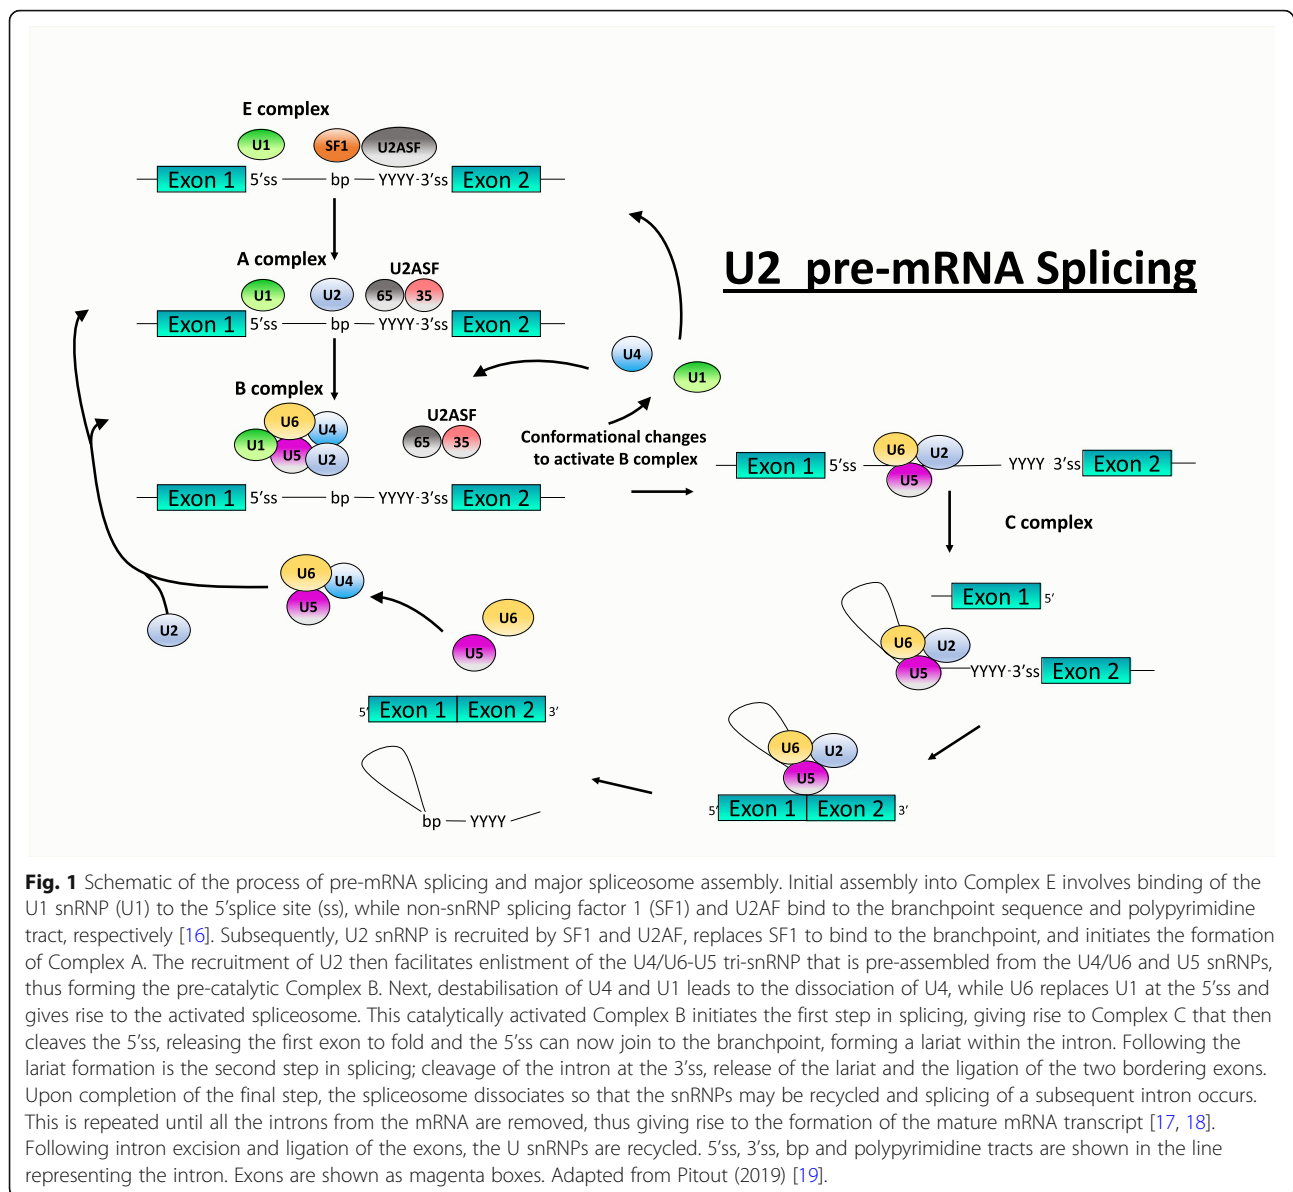 E complex
U1
SF1
U2ASF
Exon 1 5'ss bp YYYY-3'ss Exon 2
A complex
U2ASF
U1
U2
65
35
Exon 1 5'ss bp YYYY-3'ss Exon 2
U2 pre-mRNA Splicing
U4
U1
B complex
U6
U4
U1
U5
U2
U2ASF
65
35
Conformational changes
to activate B complex
Exon 1 5'ss bp YYYY-3'ss Exon 2
U6
U2
U5
Exon 1 5'ss YYYY 3'ss Exon 2
C complex
Exon 1 5'
U6
U2
U5
YYYY-3'ss Exon 2
U6
U2
U5
5' Exon 1 Exon 2 3'
U6
U4
U5
U2
U6
U5
5' Exon 1 Exon 2 3'
bp YYYY
Fig. 1 Schematic of the process of pre-mRNA splicing and major spliceosome assembly. Initial assembly into Complex E involves binding of the
U1 snRNP (U1) to the 5'splice site (ss), while non-snRNP splicing factor 1 (SF1) and U2AF bind to the branchpoint sequence and polypyrimidine
tract, respectively [16]. Subsequently, U2 snRNP is recruited by SF1 and U2AF, replaces SF1 to bind to the branchpoint, and initiates the formation
of Complex A. The recruitment of U2 then facilitates enlistment of the U4/U6-U5 tri-snRNP that is pre-assembled from the U4/U6 and U5 snRNPs,
thus forming the pre-catalytic Complex B. Next, destabilisation of U4 and U1 leads to the dissociation of U4, while U6 replaces U1 at the 5'ss and
gives rise to the activated spliceosome. This catalytically activated Complex B initiates the first step in splicing, giving rise to Complex C that then
cleaves the 5'ss, releasing the first exon to fold and the 5'ss can now join to the branchpoint, forming a lariat within the intron. Following the
lariat formation is the second step in splicing; cleavage of the intron at the 3'ss, release of the lariat and the ligation of the two bordering exons.
Upon completion of the final step, the spliceosome dissociates so that the snRNPs may be recycled and splicing of a subsequent intron occurs.
This is repeated until all the introns from the mRNA are removed, thus giving rise to the formation of the mature mRNA transcript [17, 18].
Following intron excision and ligation of the exons, the U snRNPs are recycled. 5'ss, 3'ss, bp and polypyrimidine tracts are shown in the line
representing the intron. Exons are shown as magenta boxes. Adapted from Pitout (2019) [19].